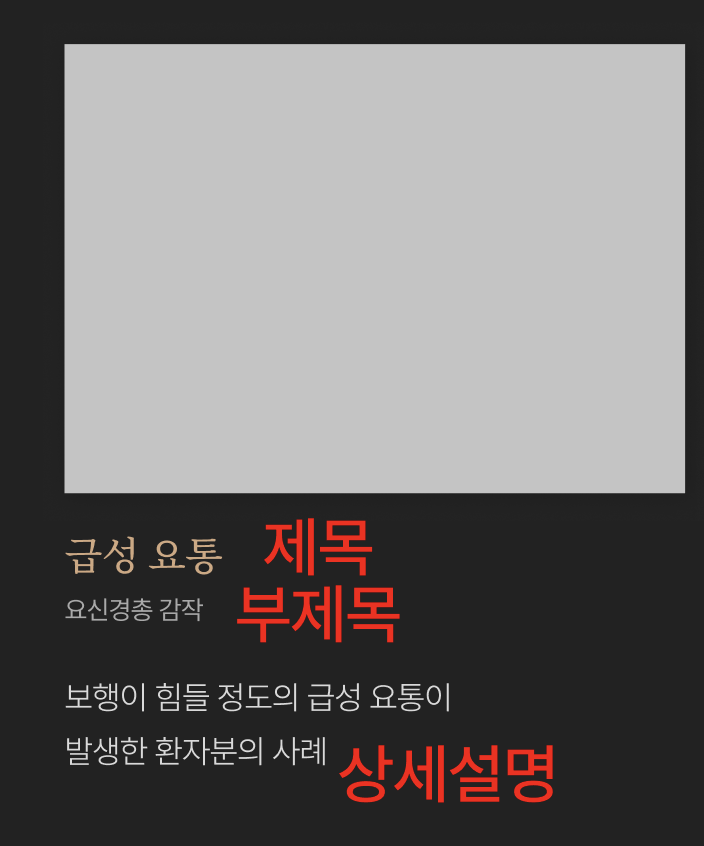 급성 요통 제목
요신경총 감작 부제목
보행이 힘들 정도의 급성 요통이
발생한 환자분의 사례 상세설명